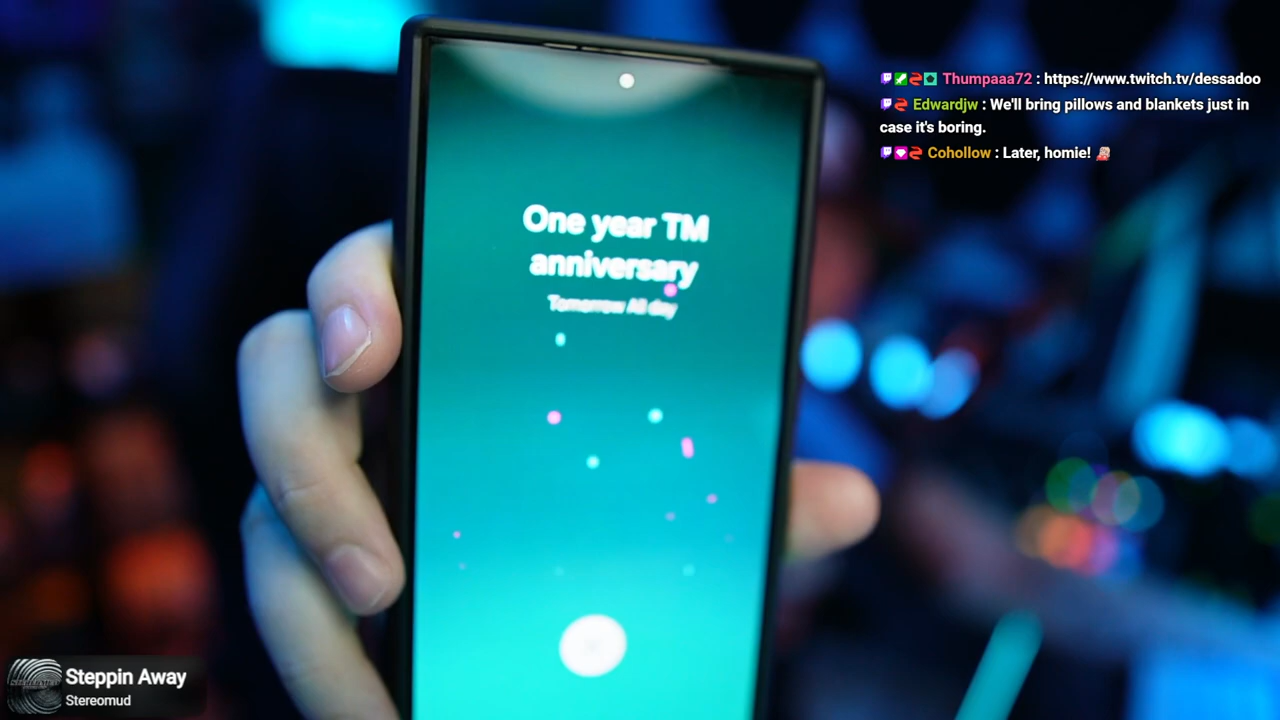 Thumpaaa72 : https://www.twitch.tv/dessadoo
Edwardjw : We'll bring pillows and blankets just in
case it's boring.
Cohollow : Later, homie!
One year TM
anniversary
Tomorrow All day
Steppin Away
Stereomud